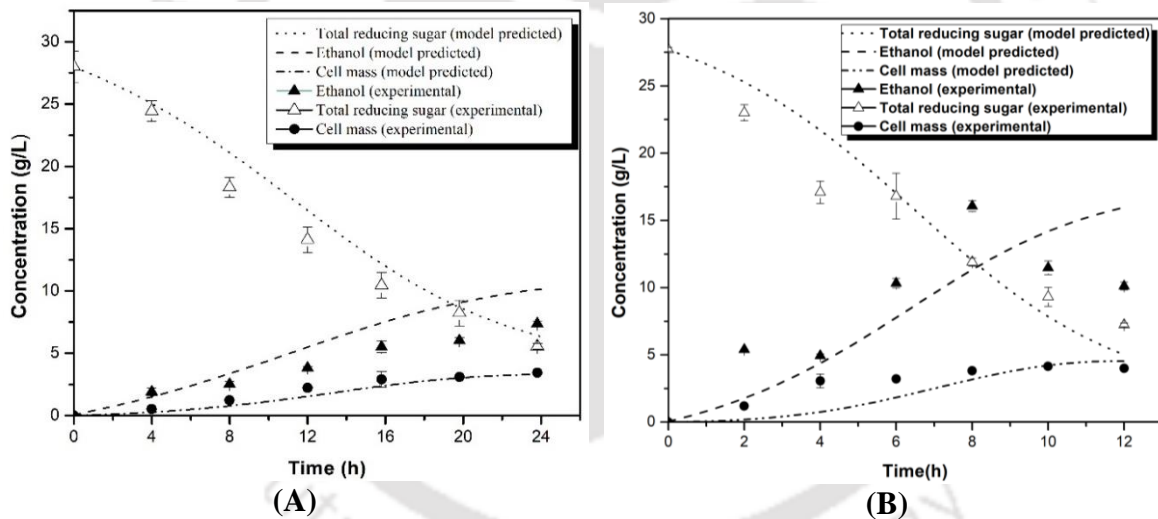 Concentration (g/L)
30
25
20
15
10
5
0
Total reducing sugar (model predicted)
Ethanol (model predicted)
Cell mass (model predicted)
Ethanol (experimental)
Total reducing sugar (experimental)
Cell mass (experimental)
0 4 8 12 16 20 24
Time (h)
(A)
Concentration (g/L)
30
25
20
15
10
5
0
Total reducing sugar (model predicted)
Ethanol (model predicted)
Cell mass (model predicted)
Ethanol (experimental)
Total reducing sugar (experimental)
Cell mass (experimental)
0 2 4 6 8 10 12
Time(h)
(B)